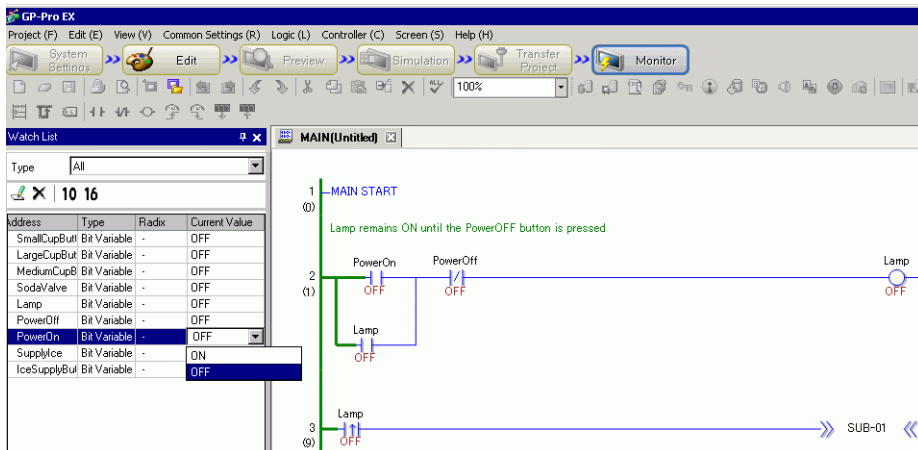 GP-Pro EX
Project (F) Edit (E) View (V) Common Settings (R) Logic (L) Controller (C) Screen (S) Help (H)
System Settings Edit Preview Simulation Transfer Project Monitor
100%
Watch List
MAIN(Untitled)
Type All
10 16
Address Type Radix Current Value
SmallCupButt Bit Variable - OFF
LargeCupBut Bit Variable - OFF
MediumCupB Bit Variable - OFF
SodaValve Bit Variable - OFF
Lamp Bit Variable - OFF
PowerOff Bit Variable - OFF
PowerOn Bit Variable - OFF
SupplyIce Bit Variable -
IceSupplyBut Bit Variable -
ON
OFF
1 MAIN START
(0)
Lamp remains ON until the PowerOFF button is pressed
PowerOn PowerOff Lamp
2
(1) OFF OFF OFF
Lamp
OFF
Lamp
3 SUB-01
(9) OFF